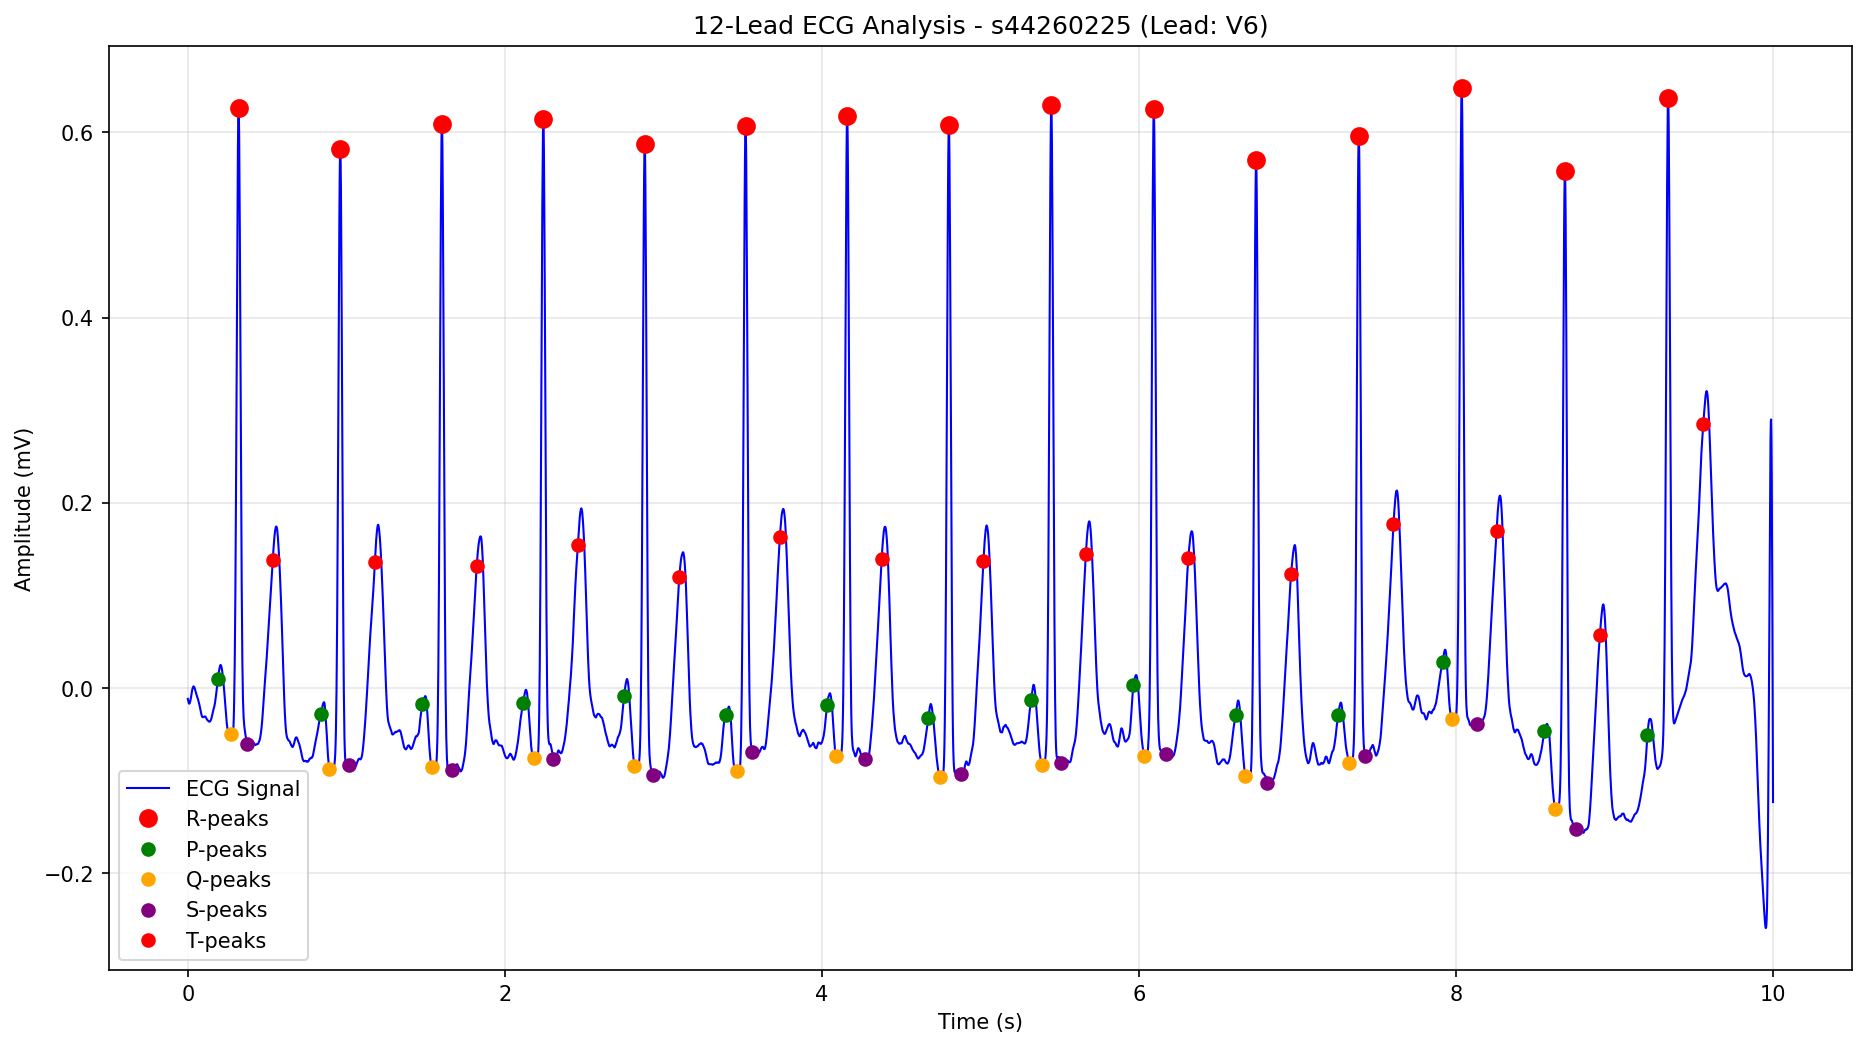 12-Lead ECG Analysis - s44260225 (Lead: V6)
Amplitude (mV)
0.6
0.4
0.2
0.0
−0.2
ECG Signal
R-peaks
P-peaks
Q-peaks
S-peaks
T-peaks
0 2 4 6 8 10
Time (s)